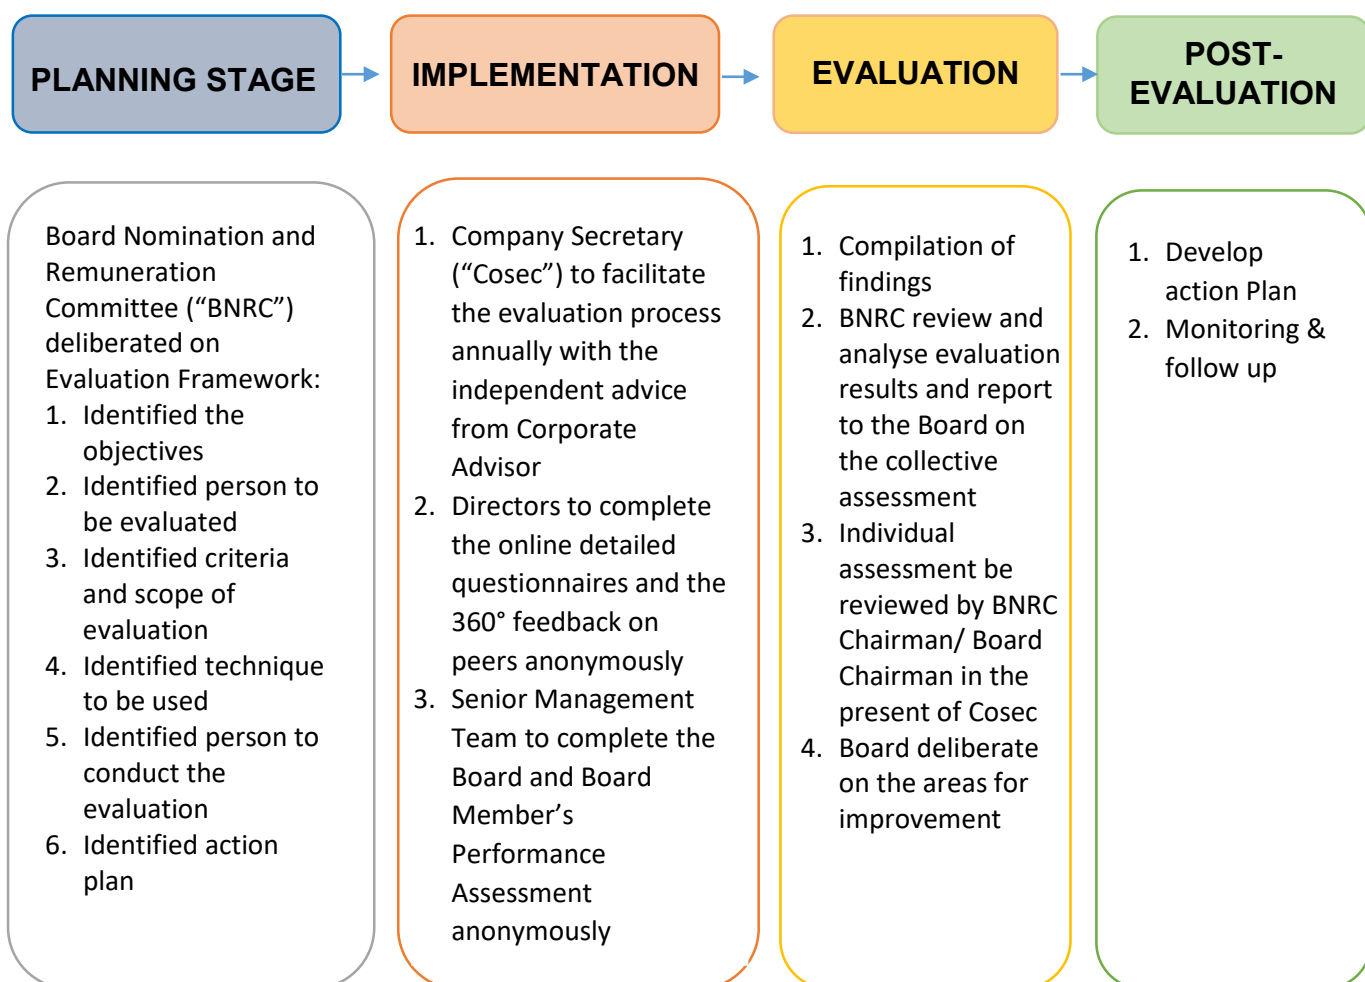 PLANNING STAGE
IMPLEMENTATION
EVALUATION
POST-
EVALUATION
Board Nomination and
Remuneration
Committee (“BNRC”)
deliberated on
Evaluation Framework:
1. Identified the
objectives
2. Identified person to
be evaluated
3. Identified criteria
and scope of
evaluation
4. Identified technique
to be used
5. Identified person to
conduct the
evaluation
6. Identified action
plan
1. Company Secretary
(“Cosec”) to facilitate
the evaluation process
annually with the
independent advice
from Corporate
Advisor
2. Directors to complete
the online detailed
questionnaires and the
360° feedback on
peers anonymously
3. Senior Management
Team to complete the
Board and Board
Member’s
Performance
Assessment
anonymously
1. Compilation of
findings
2. BNRC review and
analyse evaluation
results and report
to the Board on
the collective
assessment
3. Individual
assessment be
reviewed by BNRC
Chairman/ Board
Chairman in the
present of Cosec
4. Board deliberate
on the areas for
improvement
1. Develop
action Plan
2. Monitoring &
follow up